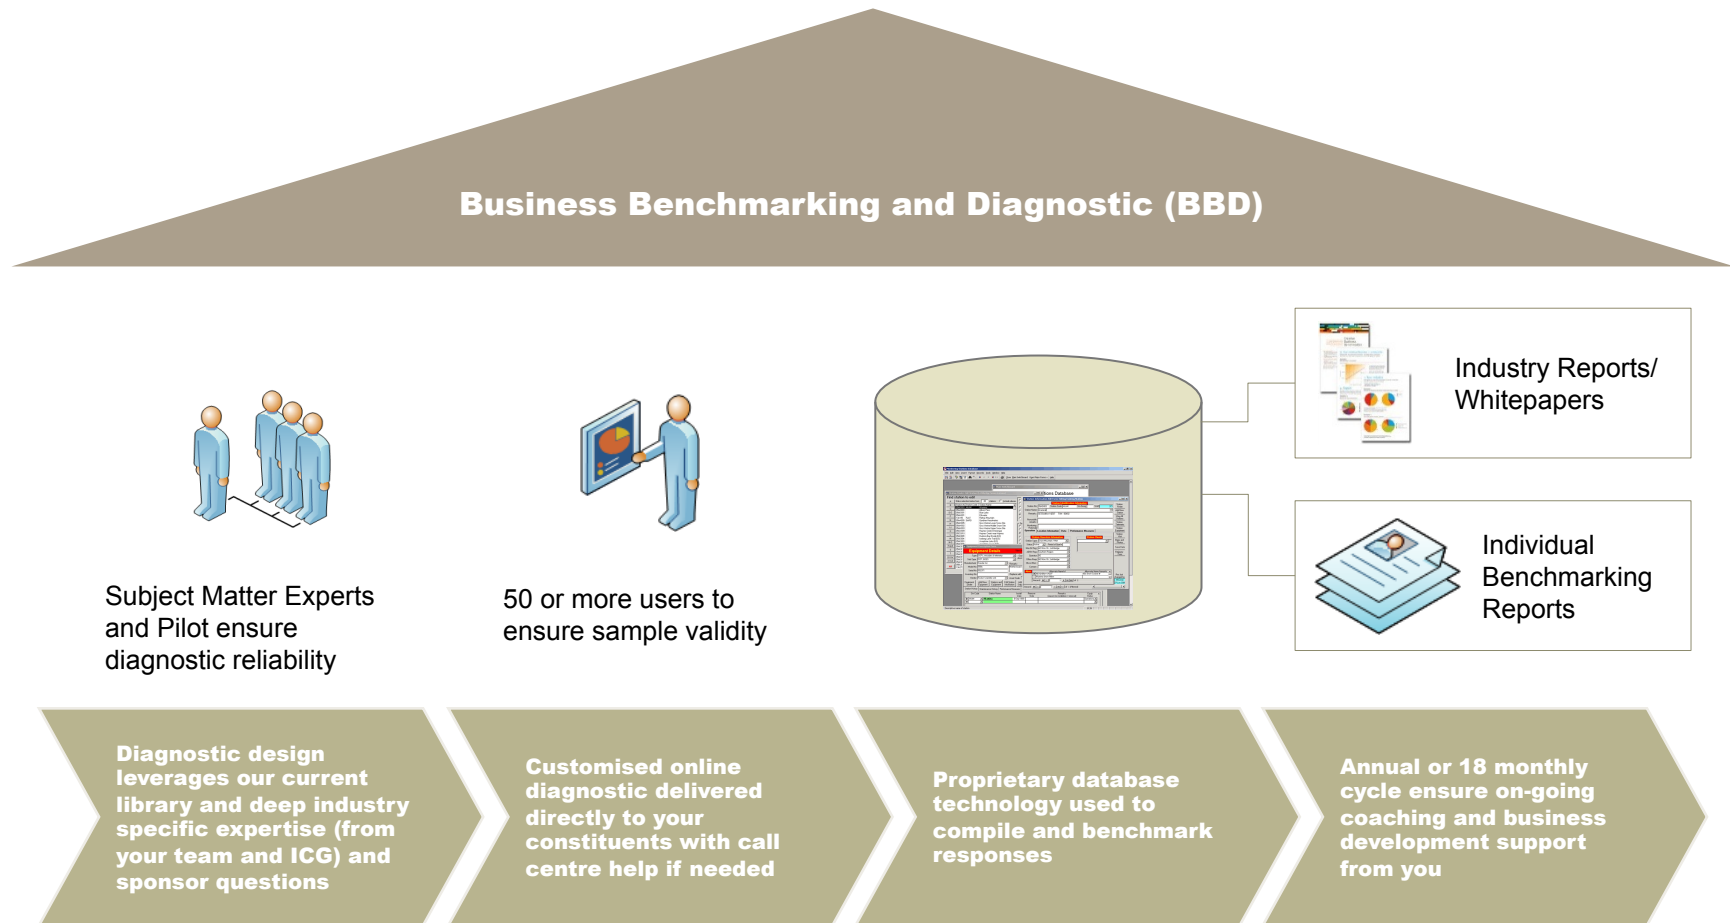 Business Benchmarking and Diagnostic (BBD)
Industry Reports/
Whitepapers
Individual
Benchmarking
Reports
Subject Matter Experts
and Pilot ensure
diagnostic reliability
50 or more users to
ensure sample validity
Diagnostic design
leverages our current
library and deep industry
specific expertise (from
your team and ICG) and
sponsor questions
Customised online
diagnostic delivered
directly to your
constituents with call
centre help if needed
Proprietary database
technology used to
compile and benchmark
responses
Annual or 18 monthly
cycle ensure on-going
coaching and business
development support
from you